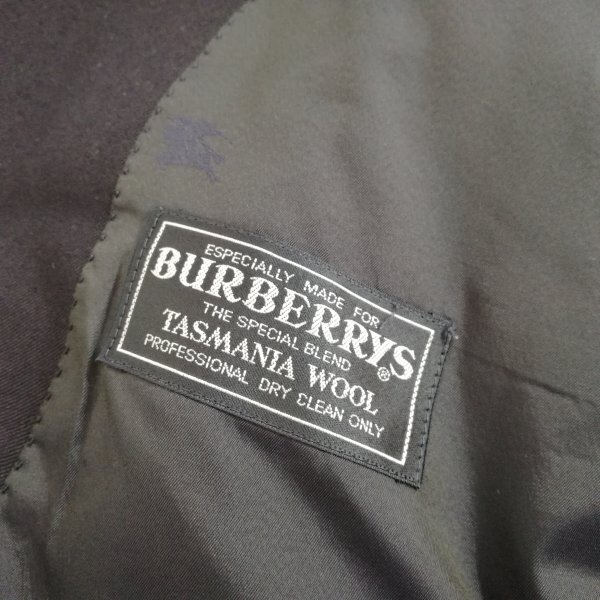 ESPECIALLY MADE FOR
BURBERRYS®
THE SPECIAL BLEND
TASMANIA WOOL
PROFESSIONAL DRY CLEAN ONLY